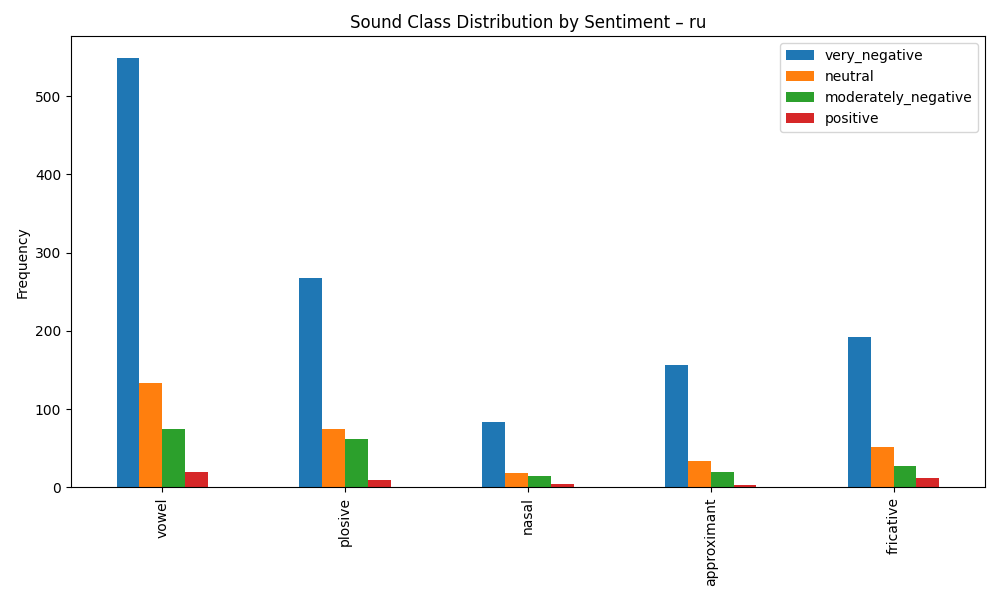 Sound Class Distribution by Sentiment – ru
very_negative
neutral
moderately_negative
positive
Frequency
500
400
300
200
100
0
vowel
plosive
nasal
approximant
fricative